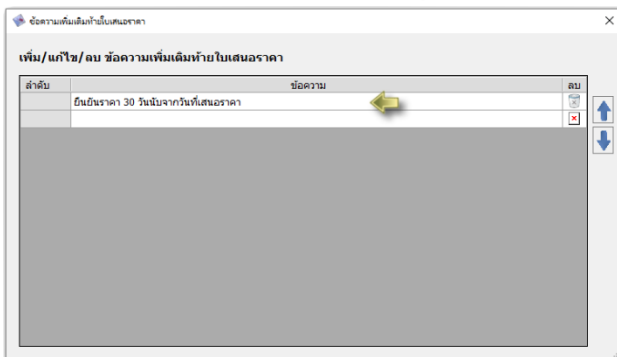 ข้อความเพิ่มเติมท้ายใบเสนอราคา
เพิ่ม/แก้ไข/ลบ ข้อความเพิ่มเติมท้ายใบเสนอราคา
ลำดับ ข้อความ ลบ
ยืนยันราคา 30 วันนับจากวันที่เสนอราคา